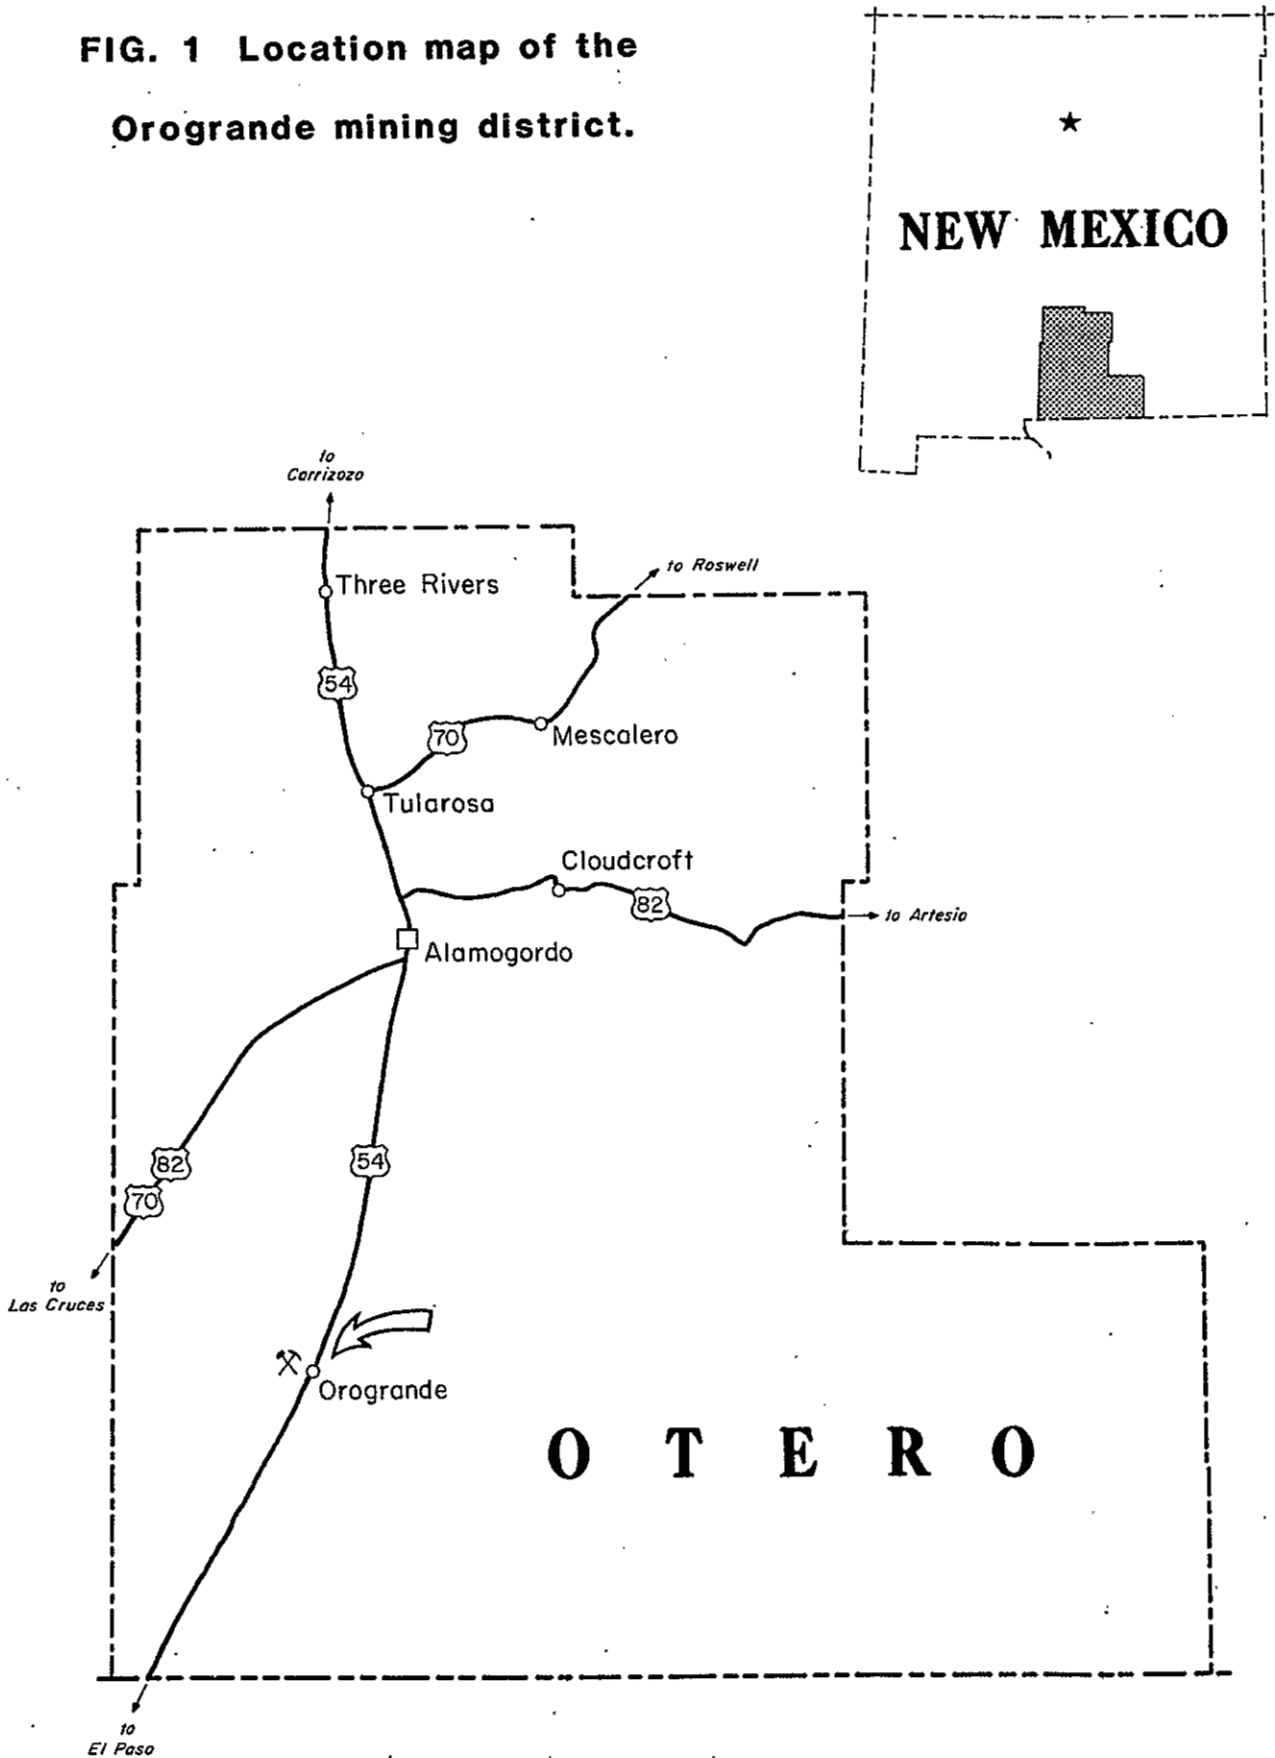 FIG. 1 Location map of the
Orogrande mining district.
NEW MEXICO
to
Carrizozo
to Roswell
Three Rivers
54
70
Mescalero
Tularosa
Cloudcroft
82
to Artesia
Alamogordo
82
54
70
to
Las Cruces
Orogrande
OTERO
to
El Paso